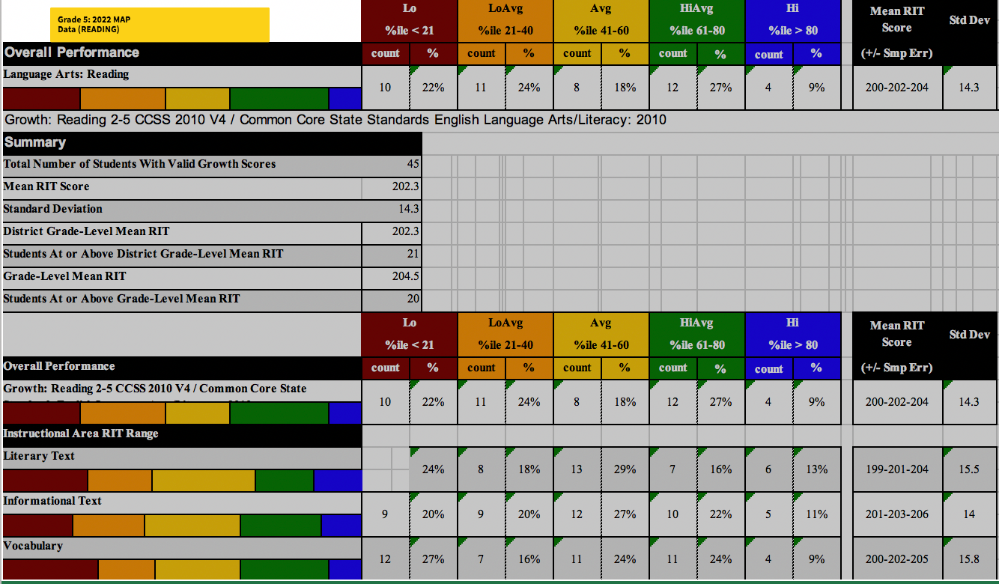 Grade 5: 2022 MAP
Data (READING)
Lo LoAvg Avg HiAvg Hi Mean RIT Score Std Dev
%ile < 21 %ile 21-40 %ile 41-60 %ile 61-80 %ile > 80
Overall Performance count % count % count % count % count % (+/- Smp Err)
Language Arts: Reading 10 22% 11 24% 8 18% 12 27% 4 9% 200-202-204 14.3
Growth: Reading 2-5 CCSS 2010 V4 / Common Core State Standards English Language Arts/Literacy: 2010
Summary
Total Number of Students With Valid Growth Scores 45
Mean RIT Score 202.3
Standard Deviation 14.3
District Grade-Level Mean RIT 202.3
Students At or Above District Grade-Level Mean RIT 21
Grade-Level Mean RIT 204.5
Students At or Above Grade-Level Mean RIT 20
Lo LoAvg Avg HiAvg Hi Mean RIT Score Std Dev
%ile < 21 %ile 21-40 %ile 41-60 %ile 61-80 %ile > 80
Overall Performance count % count % count % count % count % (+/- Smp Err)
Growth: Reading 2-5 CCSS 2010 V4 / Common Core State
10 22% 11 24% 8 18% 12 27% 4 9% 200-202-204 14.3
Instructional Area RIT Range
Literary Text 24% 8 18% 13 29% 7 16% 6 13% 199-201-204 15.5
Informational Text 9 20% 9 20% 12 27% 10 22% 5 11% 201-203-206 14
Vocabulary 12 27% 7 16% 11 24% 11 24% 4 9% 200-202-205 15.8